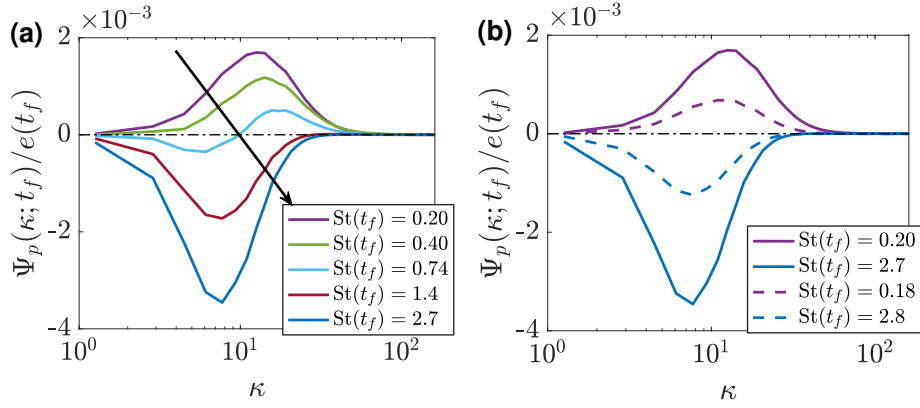 (a)
×10⁻³
2
0
-2
-4
Ψₚ(κ; t_f)/e(t_f)
10⁰
10¹
10²
κ
St(t_f) = 0.20
St(t_f) = 0.40
St(t_f) = 0.74
St(t_f) = 1.4
St(t_f) = 2.7
(b)
×10⁻³
2
0
-2
-4
Ψₚ(κ; t_f)/e(t_f)
10⁰
10¹
10²
κ
St(t_f) = 0.20
St(t_f) = 2.7
St(t_f) = 0.18
St(t_f) = 2.8